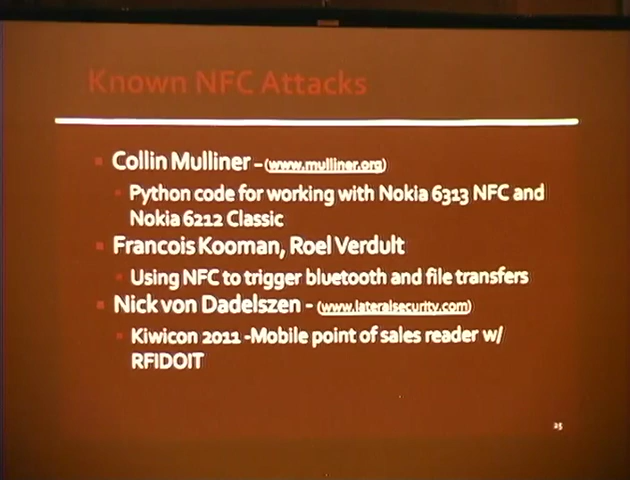 Known NFC Attacks
Collin Mulliner – (www.mulliner.org)
Python code for working with Nokia 6313 NFC and
Nokia 6212 Classic
Francois Kooman, Roel Verdult
Using NFC to trigger bluetooth and file transfers
Nick von Dadelszen - (www.lateralsecurity.com)
Kiwicon 2011 -Mobile point of sales reader w/
RFIDOIT
25